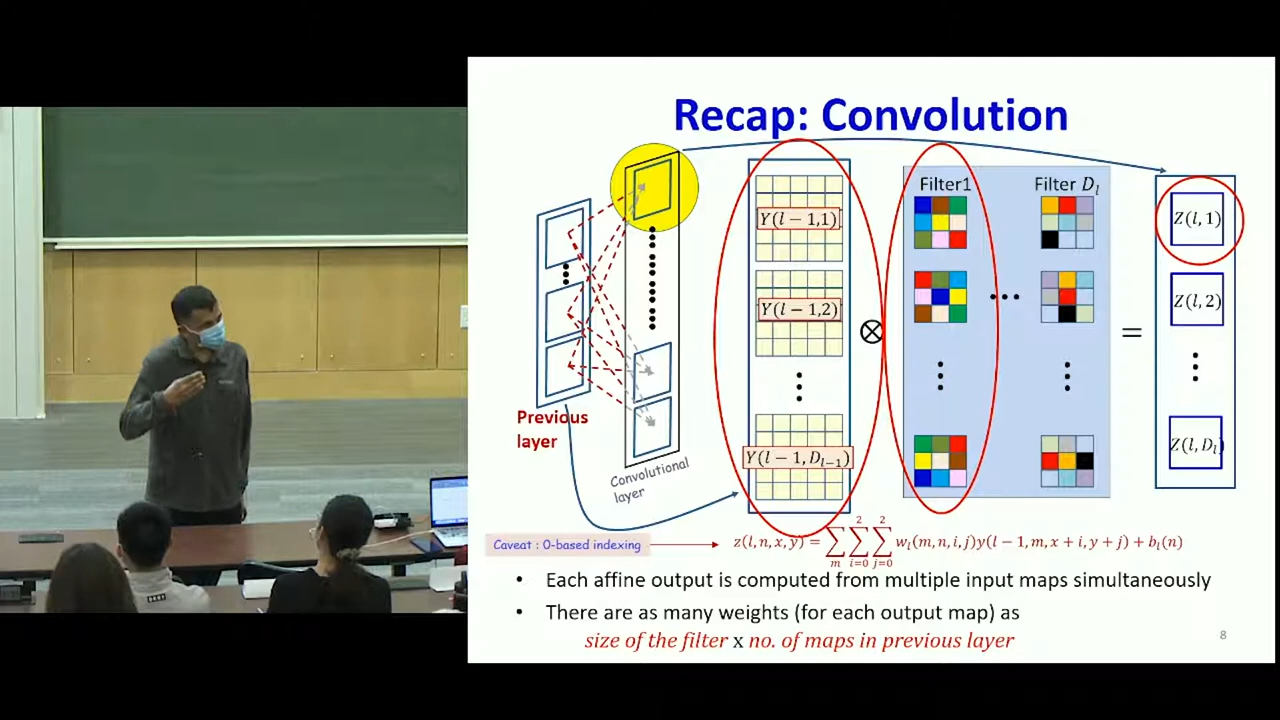 Recap: Convolution
Previous
layer
Convolutional
layer
Y(l − 1,1)
Y(l − 1,2)
Y(l − 1,D_{l−1})
⊗
Filter1
Filter D_l
=
Z(l,1)
Z(l,2)
Z(l,D_l)
Caveat : 0-based indexing
z(l,n,x,y) = ∑_m ∑_{i=0}^{2} ∑_{j=0}^{2} w_l(m,n,i,j)y(l − 1,m,x + i,y + j) + b_l(n)
• Each affine output is computed from multiple input maps simultaneously
• There are as many weights (for each output map) as
size of the filter x no. of maps in previous layer
8